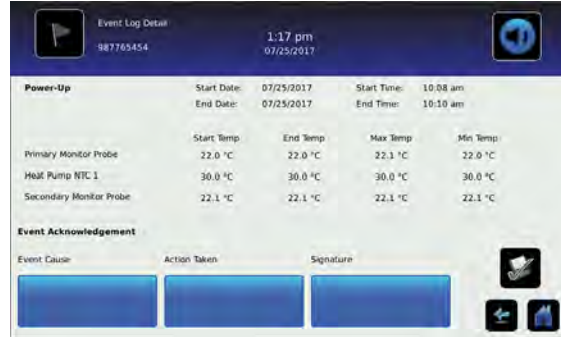 Event Log Detail
987765454
1:17 pm
07/25/2017
Power-Up Start Date: 07/25/2017 Start Time: 10:08 am
End Date: 07/25/2017 End Time: 10:10 am
Start Temp End Temp Max Temp Min Temp
Primary Monitor Probe 22.0 °C 22.0 °C 22.1 °C 22.0 °C
Heat Pump NTC 1 30.0 °C 30.0 °C 30.0 °C 30.0 °C
Secondary Monitor Probe 22.1 °C 22.1 °C 22.1 °C 22.1 °C
Event Acknowledgement
Event Cause Action Taken Signature